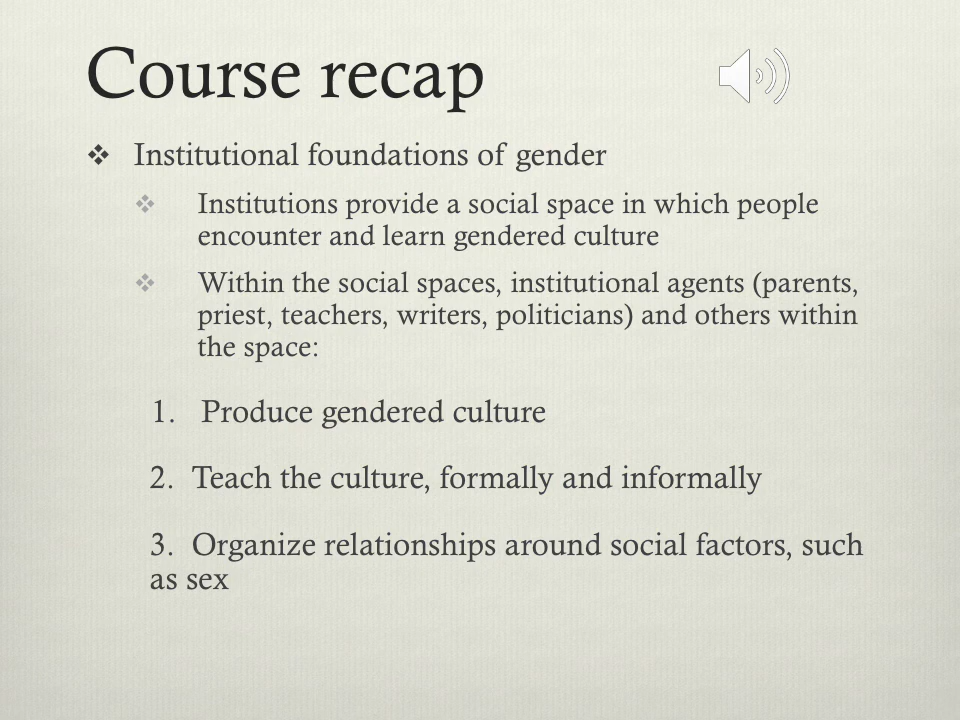 Course recap
Institutional foundations of gender
Institutions provide a social space in which people
encounter and learn gendered culture
Within the social spaces, institutional agents (parents,
priest, teachers, writers, politicians) and others within
the space:
1. Produce gendered culture
2. Teach the culture, formally and informally
3. Organize relationships around social factors, such
as sex